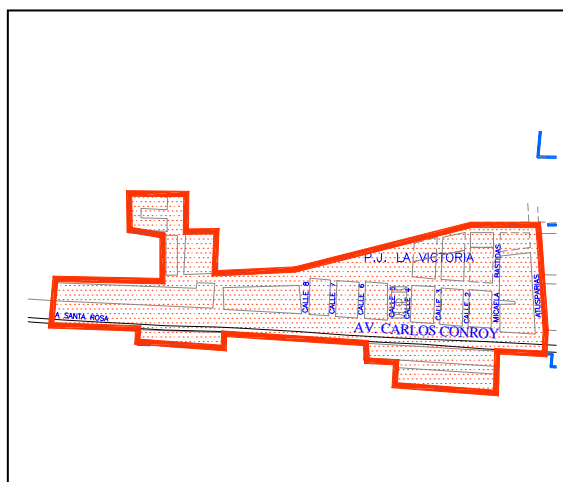 P.J. LA VICTORIA
CALLE 8
CALLE 7
CALLE 6
CALLE 5
CALLE 4
CALLE 3
CALLE 2
MICAELA BASTIDAS
ATUSPARIAS
A SANTA ROSA
AV. CARLOS CONROY